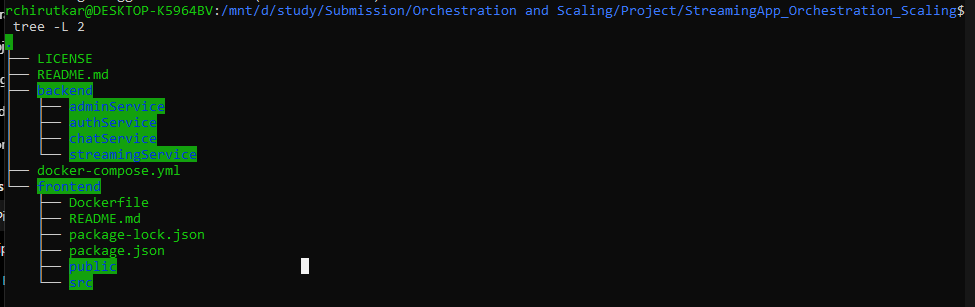 rchirutkar@DESKTOP-K5964BV:/mnt/d/study/Submission/Orchestration and Scaling/Project/StreamingApp_Orchestration_Scaling$
tree -L 2
.
├── LICENSE
├── README.md
├── backend
│   ├── adminService
│   ├── authService
│   ├── chatService
│   └── streamingService
├── docker-compose.yml
└── frontend
    ├── Dockerfile
    ├── README.md
    ├── package-lock.json
    ├── package.json
    ├── public
    └── src